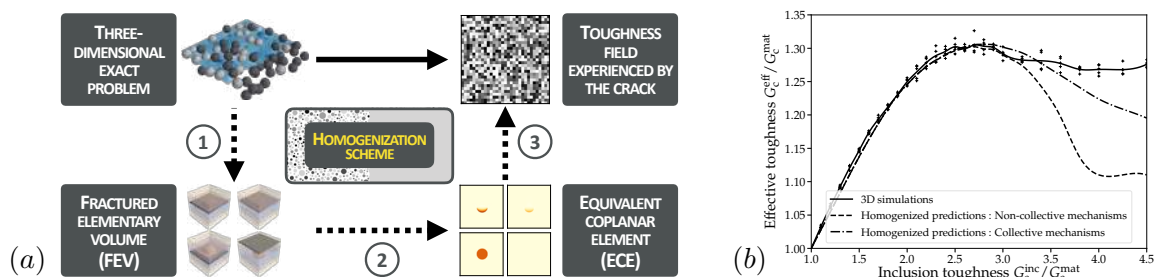 THREE-
DIMENSIONAL
EXACT
PROBLEM
TOUGHNESS
FIELD
EXPERIENCED BY
THE CRACK
1
HOMOGENIZATION
SCHEME
3
FRACTURED
ELEMENTARY
VOLUME
(FEV)
2
EQUIVALENT
COPLANAR
ELEMENT
(ECE)
(a)
Effective toughness G_c^eff / G_c^mat
1.30
1.25
1.20
1.15
1.10
1.05
1.00
3D simulations
Homogenized predictions : Non-collective mechanisms
Homogenized predictions : Collective mechanisms
1.0 1.5 2.0 2.5 3.0 3.5 4.0 4.5
Inclusion toughness G_c^inc / G_c^mat
(b)